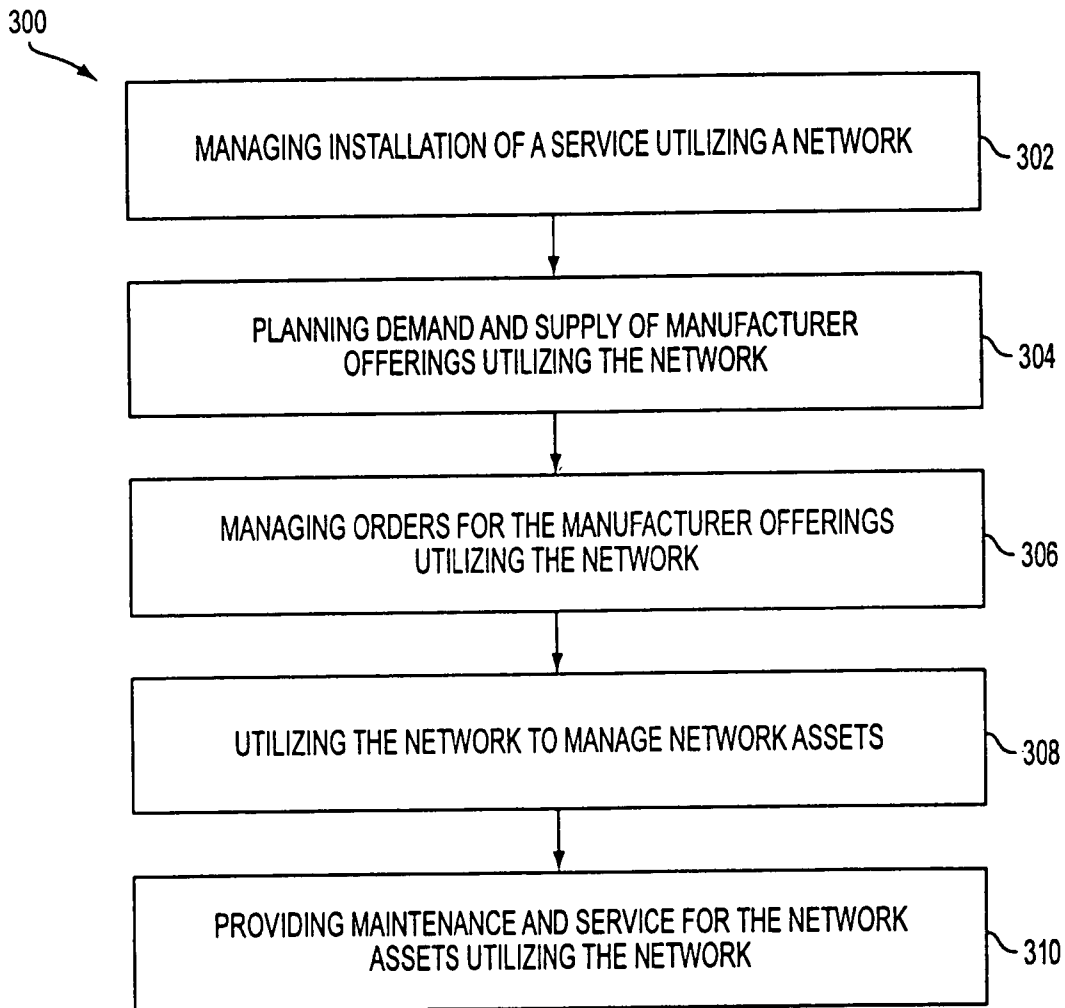 300
MANAGING INSTALLATION OF A SERVICE UTILIZING A NETWORK
302
PLANNING DEMAND AND SUPPLY OF MANUFACTURER
OFFERINGS UTILIZING THE NETWORK
304
MANAGING ORDERS FOR THE MANUFACTURER OFFERINGS
UTILIZING THE NETWORK
306
UTILIZING THE NETWORK TO MANAGE NETWORK ASSETS
308
PROVIDING MAINTENANCE AND SERVICE FOR THE NETWORK
ASSETS UTILIZING THE NETWORK
310